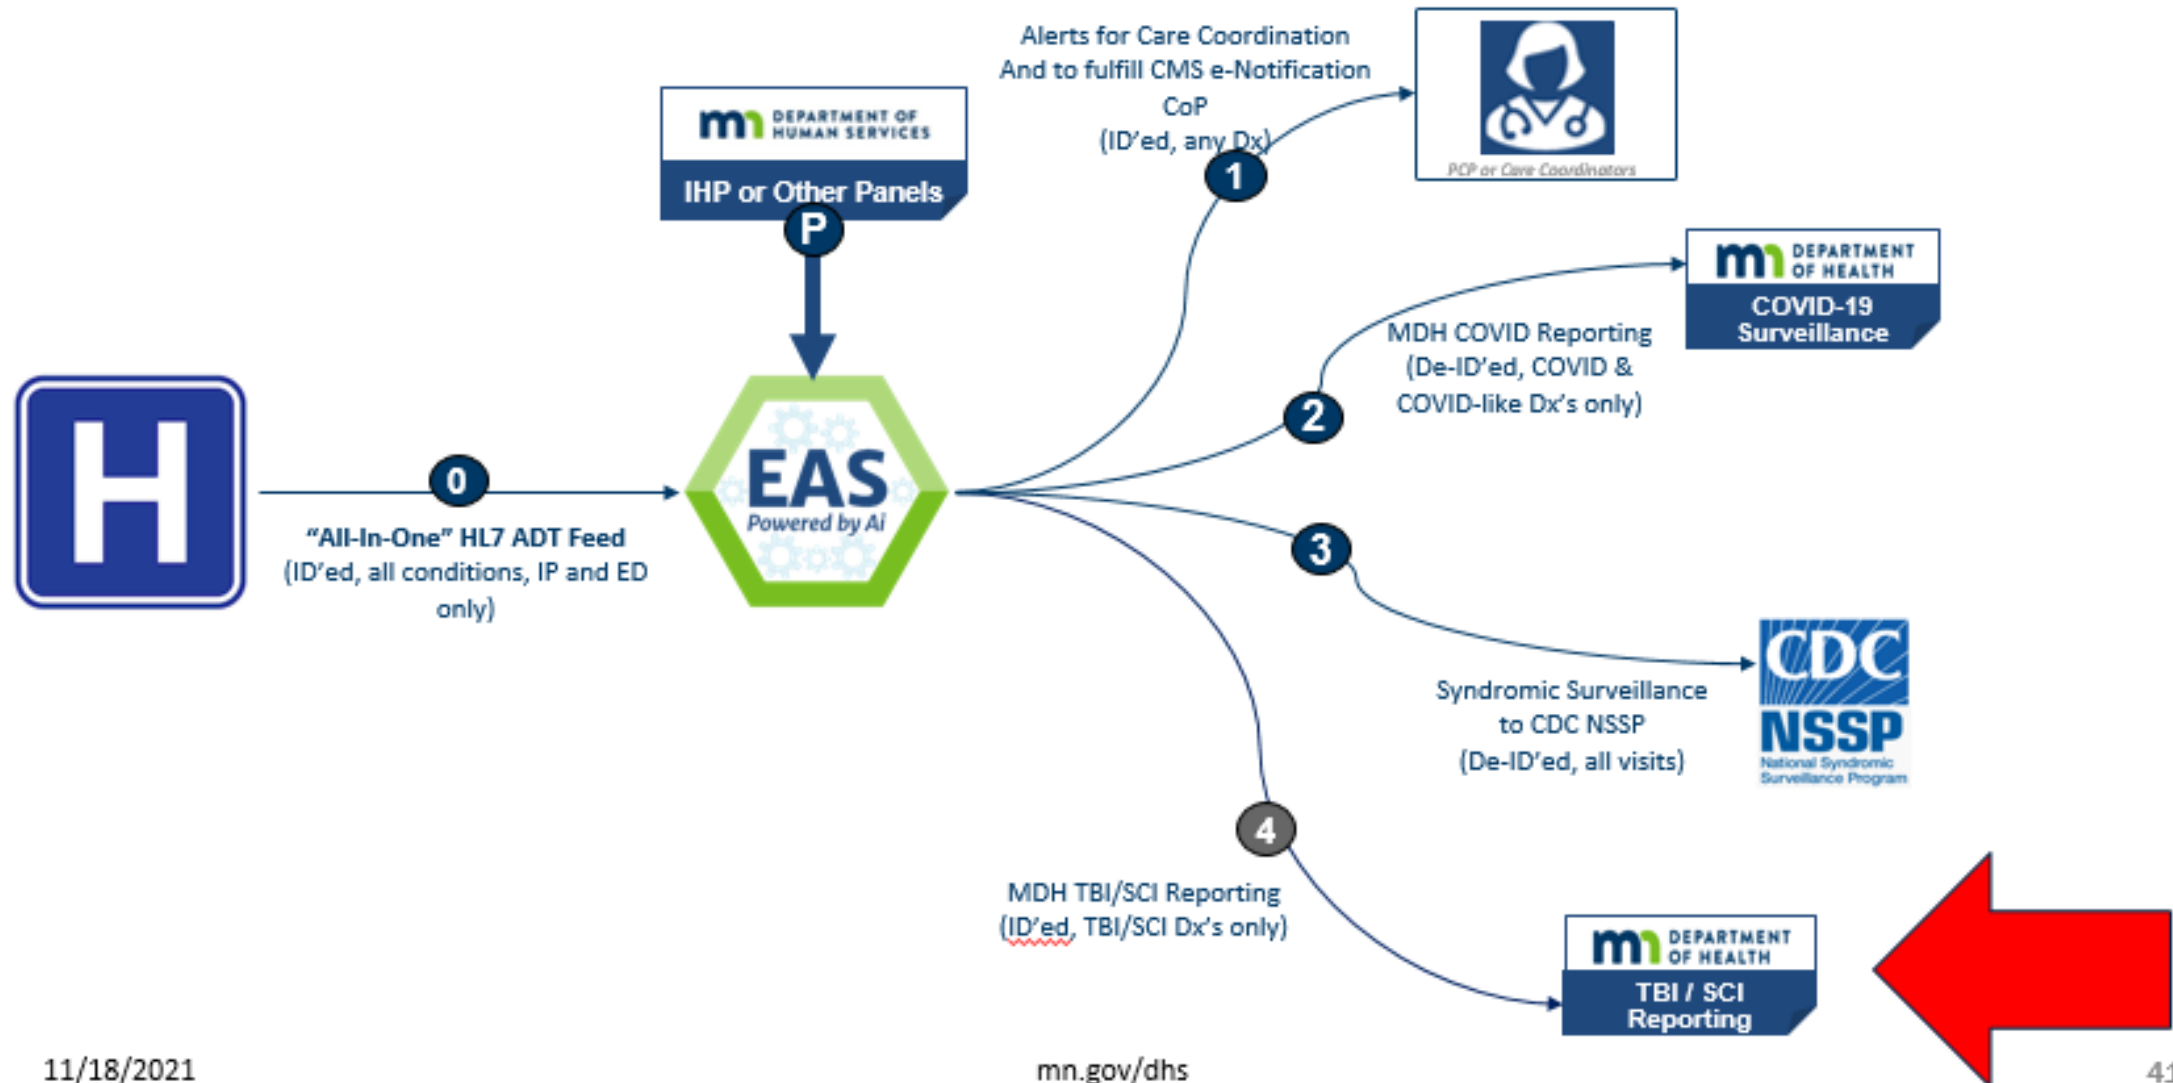 Alerts for Care Coordination
And to fulfill CMS e-Notification
CoP
(ID'ed, any Dx)
1
PCP or Care Coordinators
mn DEPARTMENT OF
HUMAN SERVICES
IHP or Other Panels
P
mn DEPARTMENT
OF HEALTH
COVID-19
Surveillance
MDH COVID Reporting
(De-ID'ed, COVID &
COVID-like Dx's only)
2
H
0
"All-In-One" HL7 ADT Feed
(ID'ed, all conditions, IP and ED
only)
EAS
Powered by Ai
3
Syndromic Surveillance
to CDC NSSP
(De-ID'ed, all visits)
CDC
NSSP
National Syndromic
Surveillance Program
4
MDH TBI/SCI Reporting
(ID'ed, TBI/SCI Dx's only)
mn DEPARTMENT
OF HEALTH
TBI / SCI
Reporting
11/18/2021
mn.gov/dhs
41